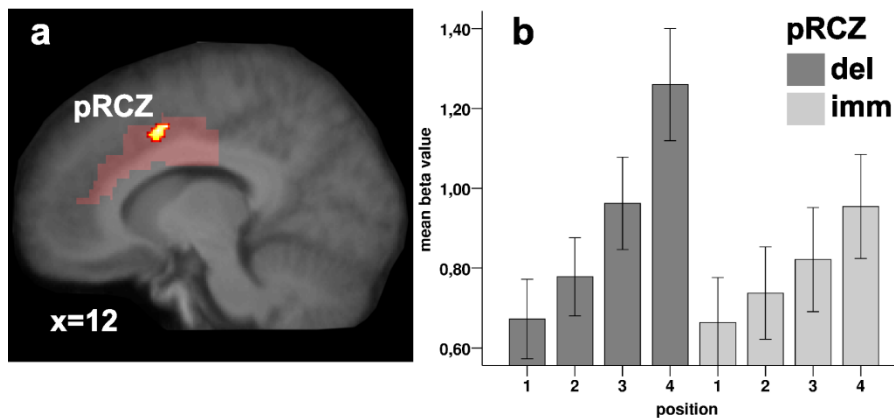 a
pRCZ
x=12
b
pRCZ
del
imm
mean beta value
1,40
1,20
1,00
0,80
0,60
1 2 3 4 1 2 3 4
position